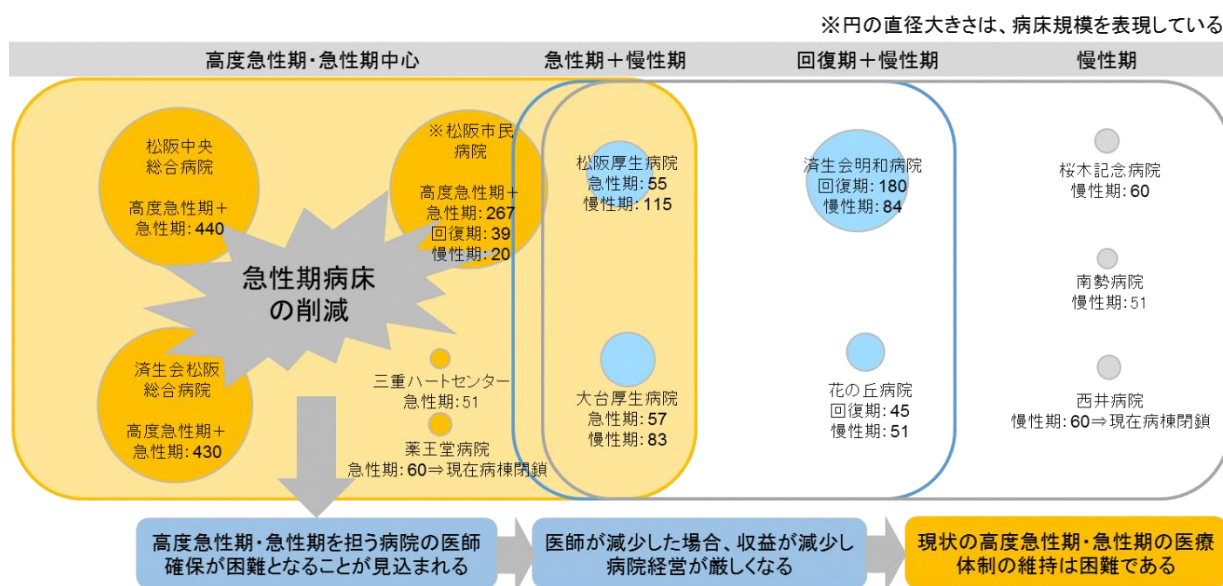 ※円の直径大きさは、病床規模を表現している
高度急性期・急性期中心
急性期＋慢性期
回復期＋慢性期
慢性期
松阪中央
総合病院
高度急性期＋
急性期：440
※松阪市民
病院
高度急性期＋
急性期：267
回復期：39
慢性期：20
松阪厚生病院
急性期：55
慢性期：115
済生会明和病院
回復期：180
慢性期：84
桜木記念病院
慢性期：60
急性期病床
の削減
南勢病院
慢性期：51
済生会松阪
総合病院
高度急性期＋
急性期：430
三重ハートセンター
急性期：51
薬王堂病院
急性期：60⇒現在病棟閉鎖
大台厚生病院
急性期：57
慢性期：83
花の丘病院
回復期：45
慢性期：51
西井病院
慢性期：60⇒現在病棟閉鎖
高度急性期・急性期を担う病院の医師
確保が困難となることが見込まれる
医師が減少した場合、収益が減少し
病院経営が厳しくなる
現状の高度急性期・急性期の医療
体制の維持は困難である